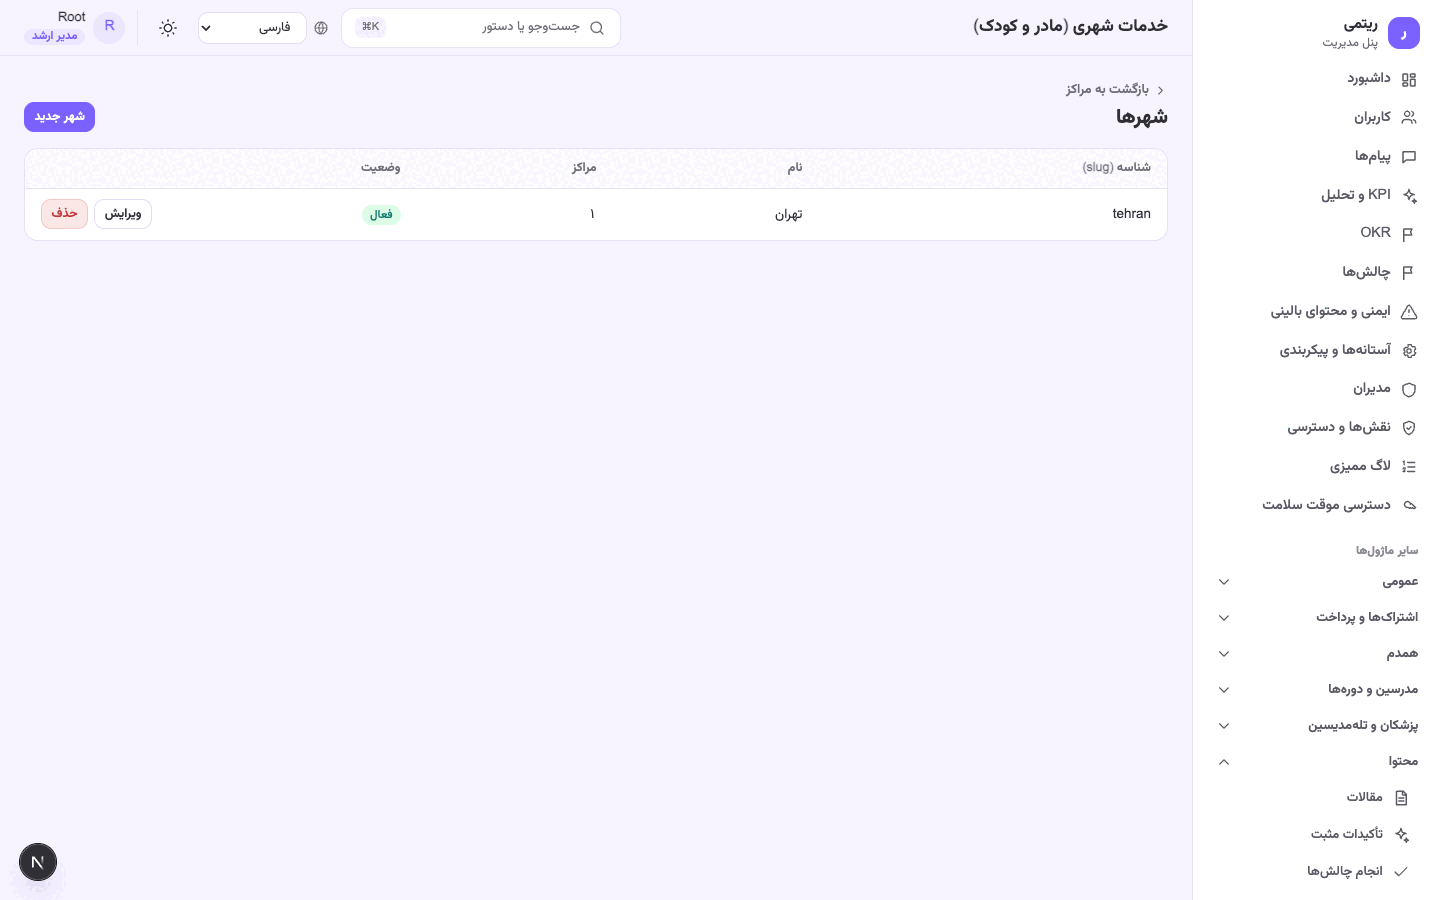 ر
ریتمی
پنل مدیریت
خدمات شهری (مادر و کودک)
جست‌وجو یا دستور
⌘K
فارسی
R
Root
مدیر ارشد
داشبورد
کاربران
پیام‌ها
KPI و تحلیل
OKR
چالش‌ها
ایمنی و محتوای بالینی
آستانه‌ها و پیکربندی
مدیران
نقش‌ها و دسترسی
لاگ ممیزی
دسترسی موقت سلامت
سایر ماژول‌ها
عمومی
اشتراک‌ها و پرداخت
همدم
مدرسین و دوره‌ها
پزشکان و تله‌مدیسین
محتوا
مقالات
تأکیدات مثبت
انجام چالش‌ها
بازگشت به مراکز
شهرها
شهر جدید
شناسه (slug) نام مراکز وضعیت
tehran تهران ۱ فعال ویرایش حذف
N